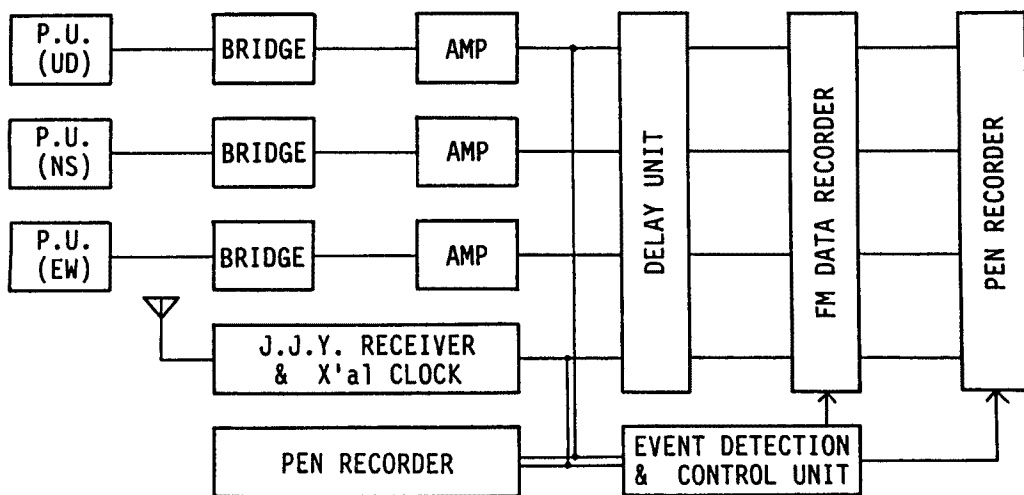 P.U.
(UD)
BRIDGE
AMP
P.U.
(NS)
BRIDGE
AMP
P.U.
(EW)
BRIDGE
AMP
J.J.Y. RECEIVER
& X'al CLOCK
PEN RECORDER
DELAY UNIT
FM DATA RECORDER
PEN RECORDER
EVENT DETECTION
& CONTROL UNIT